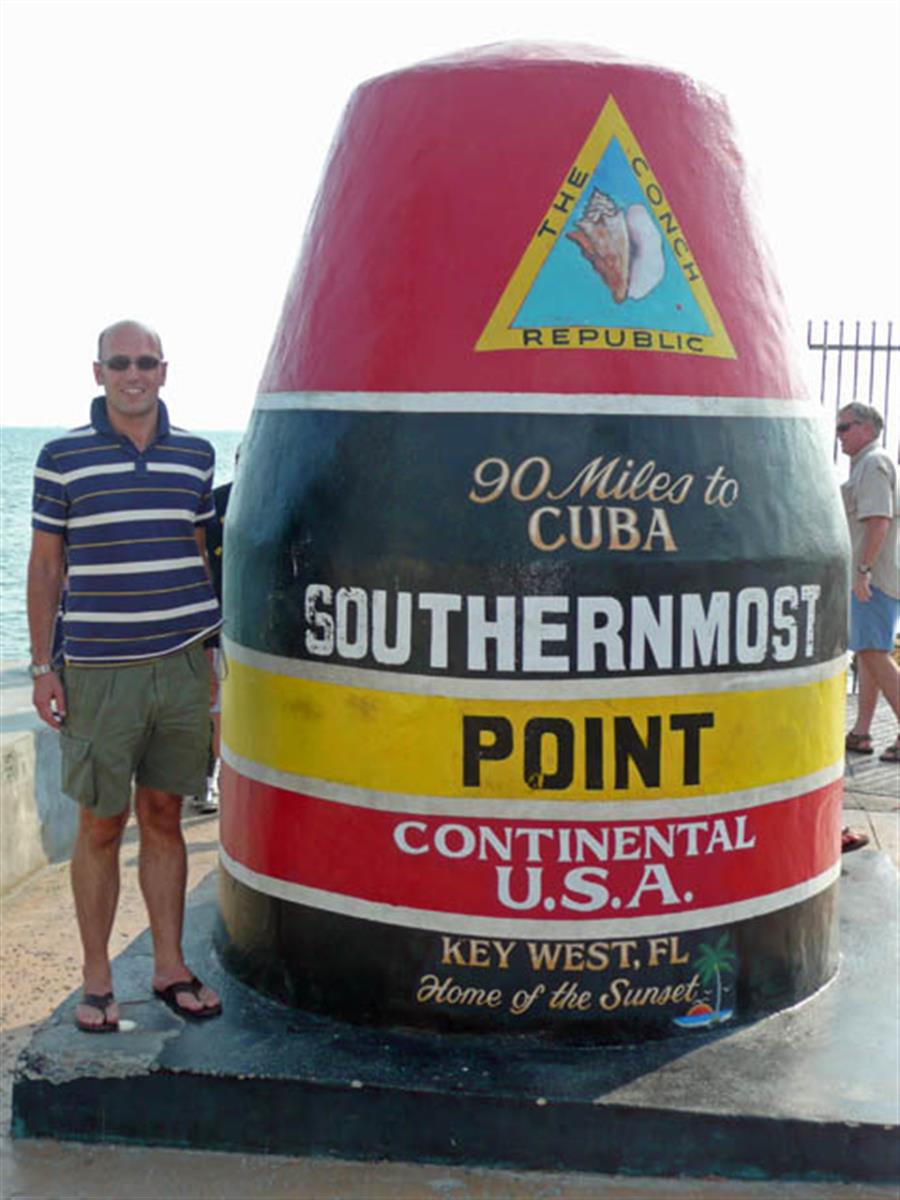 THE CONCH
REPUBLIC
90 Miles to
CUBA
SOUTHERNMOST
POINT
CONTINENTAL
U.S.A.
KEY WEST, FL
Home of the Sunset